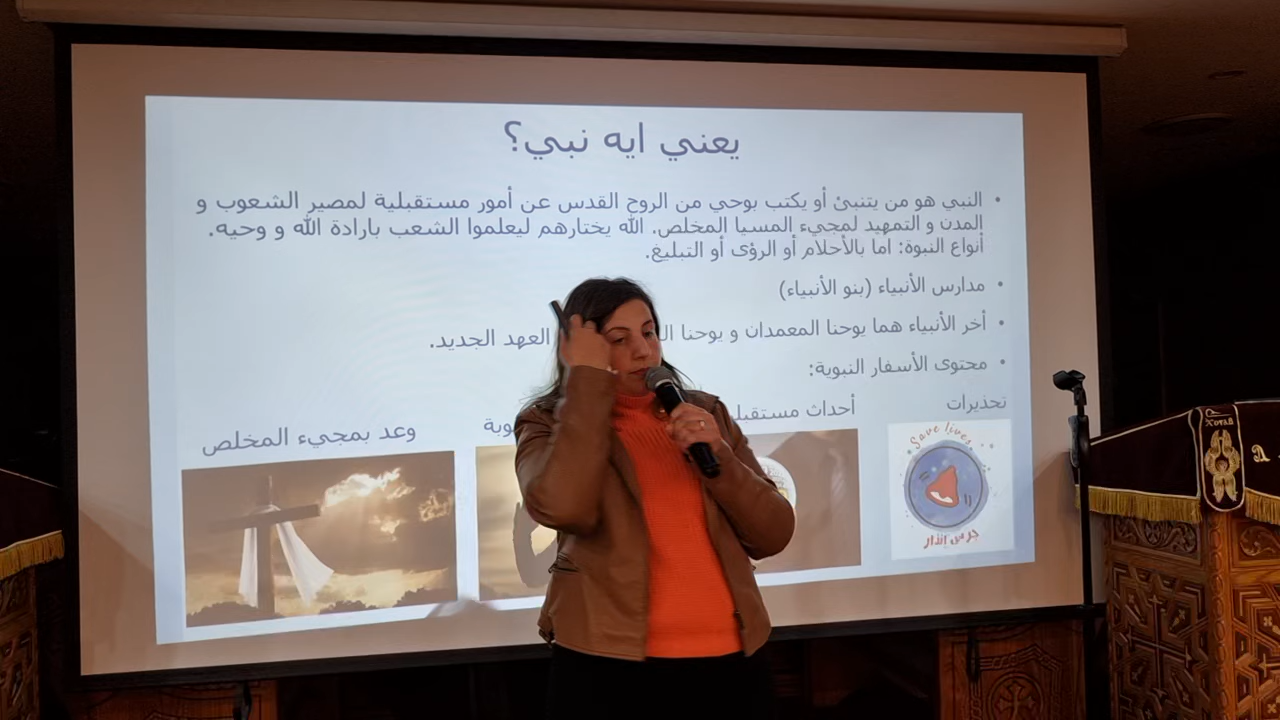 يعني ايه نبي؟
• النبي هو من يتنبئ أو يكتب بوحي من الروح القدس عن أمور مستقبلية لمصير الشعوب و
المدن و التمهيد لمجيء المسيا المخلص. الله يختارهم ليعلموا الشعب بارادة الله و وحيه.
أنواع النبوة: اما بالأحلام أو الرؤى أو التبليغ.
• مدارس الأنبياء (بنو الأنبياء)
• أخر الأنبياء هما يوحنا المعمدان و يوحنا العهد الجديد.
• محتوى الأسفار النبوية:
تحذيرات
أحداث
وعد بمجيء المخلص
Save lives
جرس إنذار